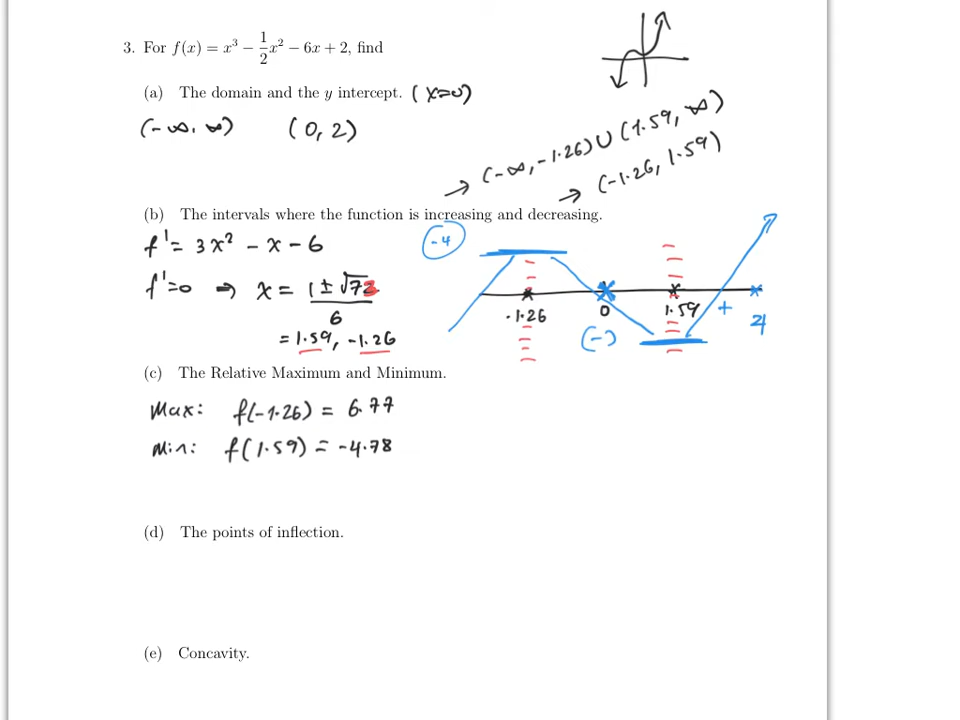 3. For f(x) = x³ − 1/2 x² − 6x + 2, find
(a) The domain and the y intercept. (x=0)
(-∞, ∞) (0, 2)
→ (-∞, -1.26) ∪ (1.59, ∞)
→ (-1.26, 1.59)
(b) The intervals where the function is increasing and decreasing.
f' = 3x² - x - 6
-4
f'=0 ⇒ x = (1 ± √73)/6
= 1.59, -1.26
-1.26 0 1.59 + 4
(-)
(c) The Relative Maximum and Minimum.
Max: f(-1.26) = 6.77
Min: f(1.59) = -4.78
(d) The points of inflection.
(e) Concavity.